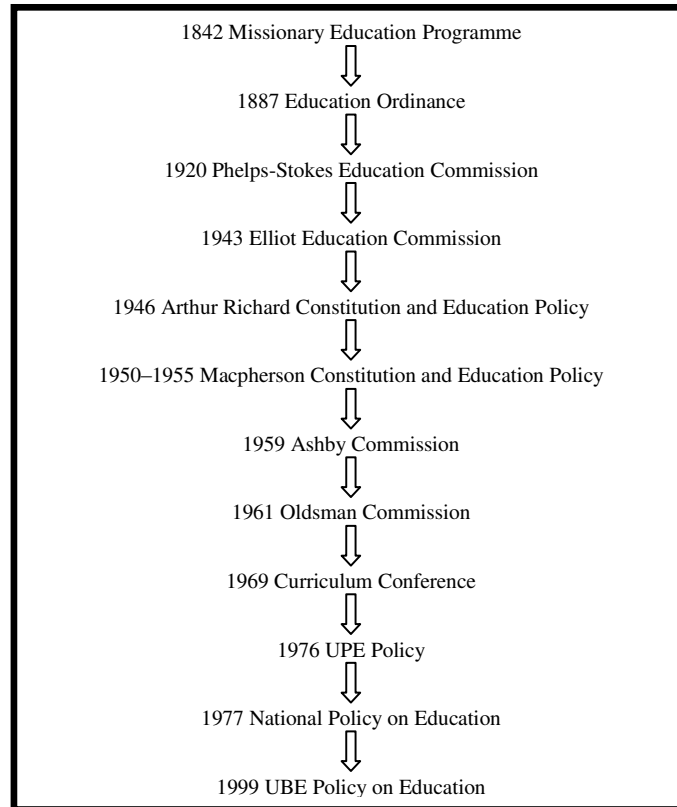 1842 Missionary Education Programme
1887 Education Ordinance
1920 Phelps-Stokes Education Commission
1943 Elliot Education Commission
1946 Arthur Richard Constitution and Education Policy
1950–1955 Macpherson Constitution and Education Policy
1959 Ashby Commission
1961 Oldsman Commission
1969 Curriculum Conference
1976 UPE Policy
1977 National Policy on Education
1999 UBE Policy on Education